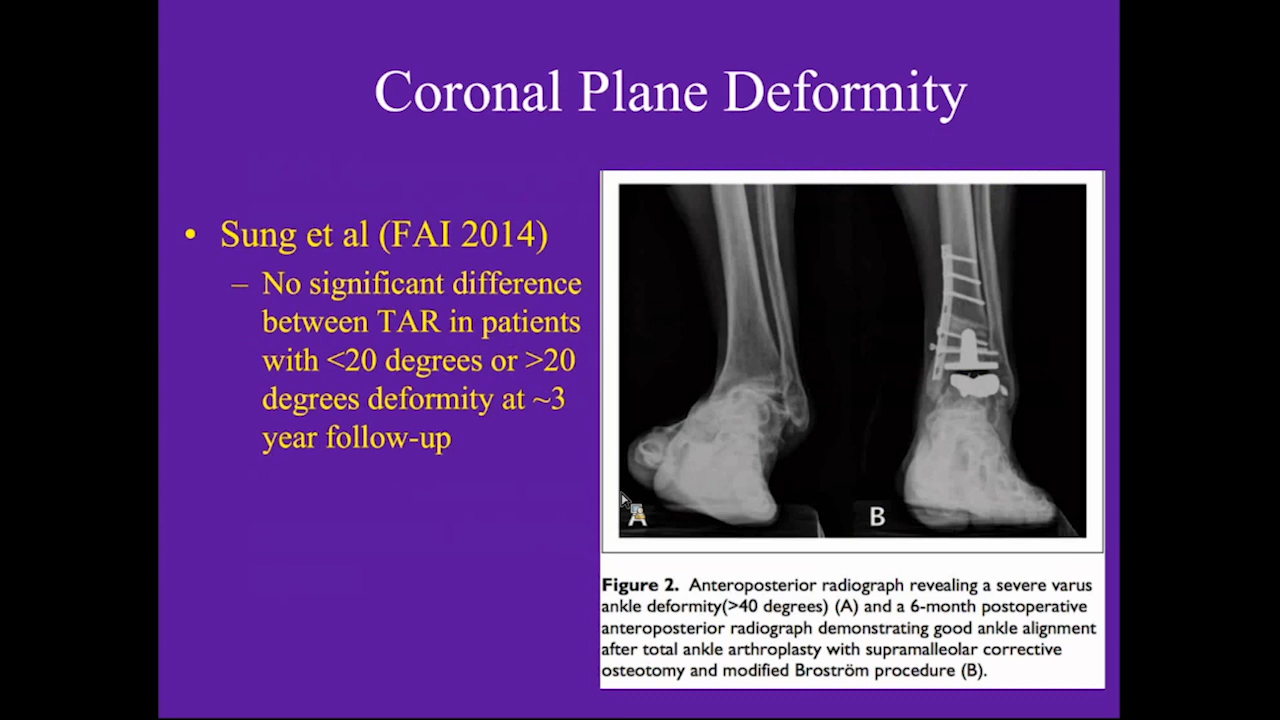 Coronal Plane Deformity
• Sung et al (FAI 2014)
– No significant difference
between TAR in patients
with <20 degrees or >20
degrees deformity at ~3
year follow-up
A
B
Figure 2. Anteroposterior radiograph revealing a severe varus
ankle deformity(>40 degrees) (A) and a 6-month postoperative
anteroposterior radiograph demonstrating good ankle alignment
after total ankle arthroplasty with supramalleolar corrective
osteotomy and modified Broström procedure (B).